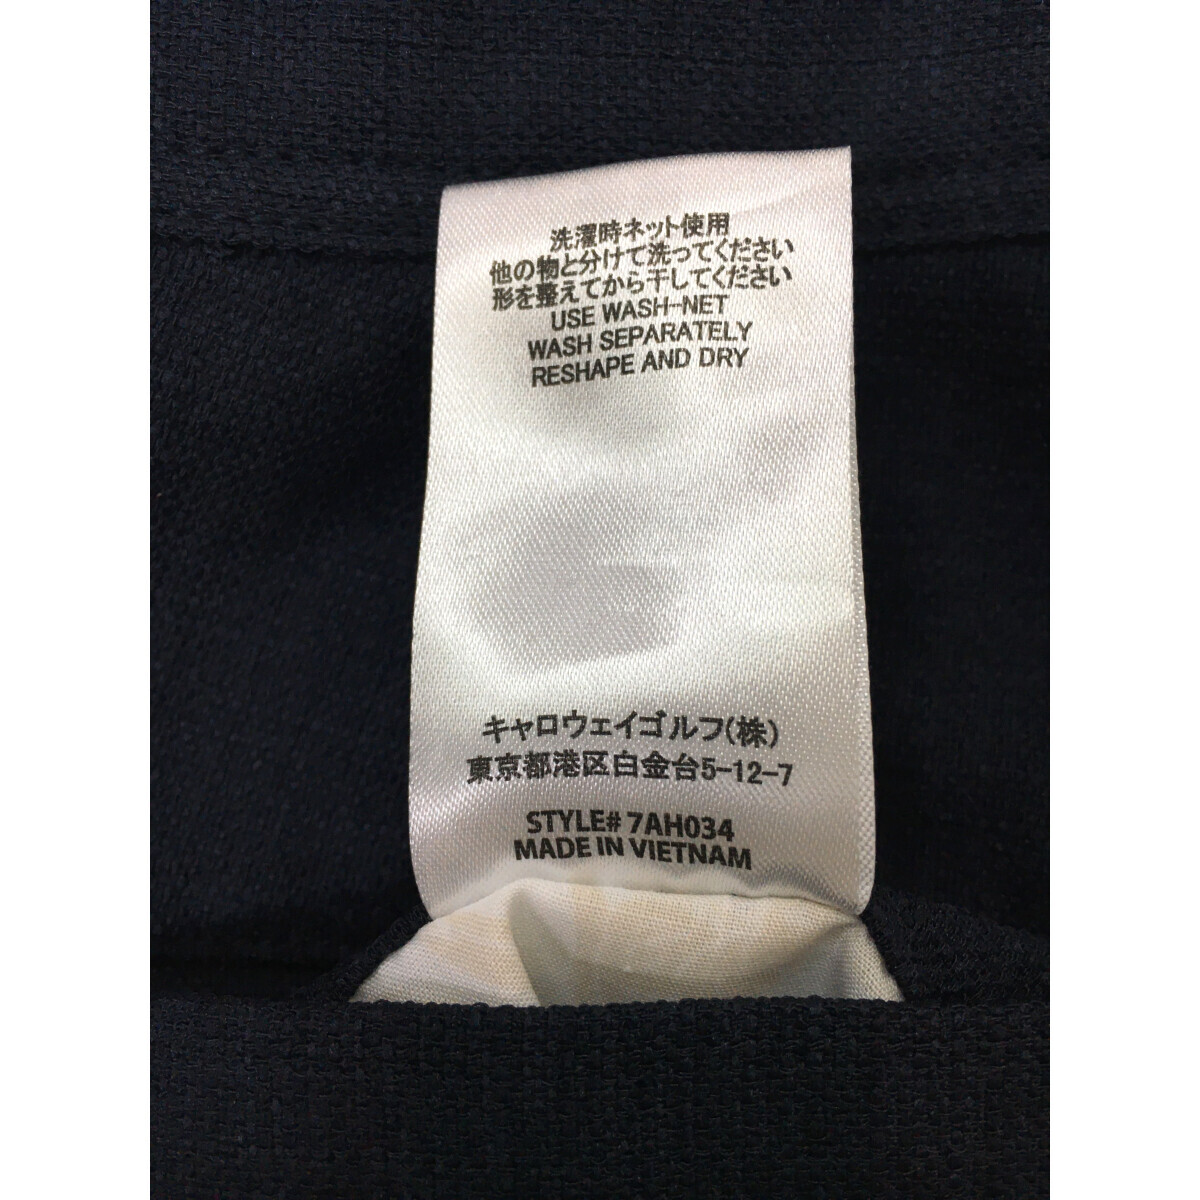 洗濯時ネット使用
他の物と分けて洗ってください
形を整えてから干してください
USE WASH-NET
WASH SEPARATELY
RESHAPE AND DRY
キャロウェイゴルフ(株)
東京都港区白金台5-12-7
STYLE# 7AH034
MADE IN VIETNAM